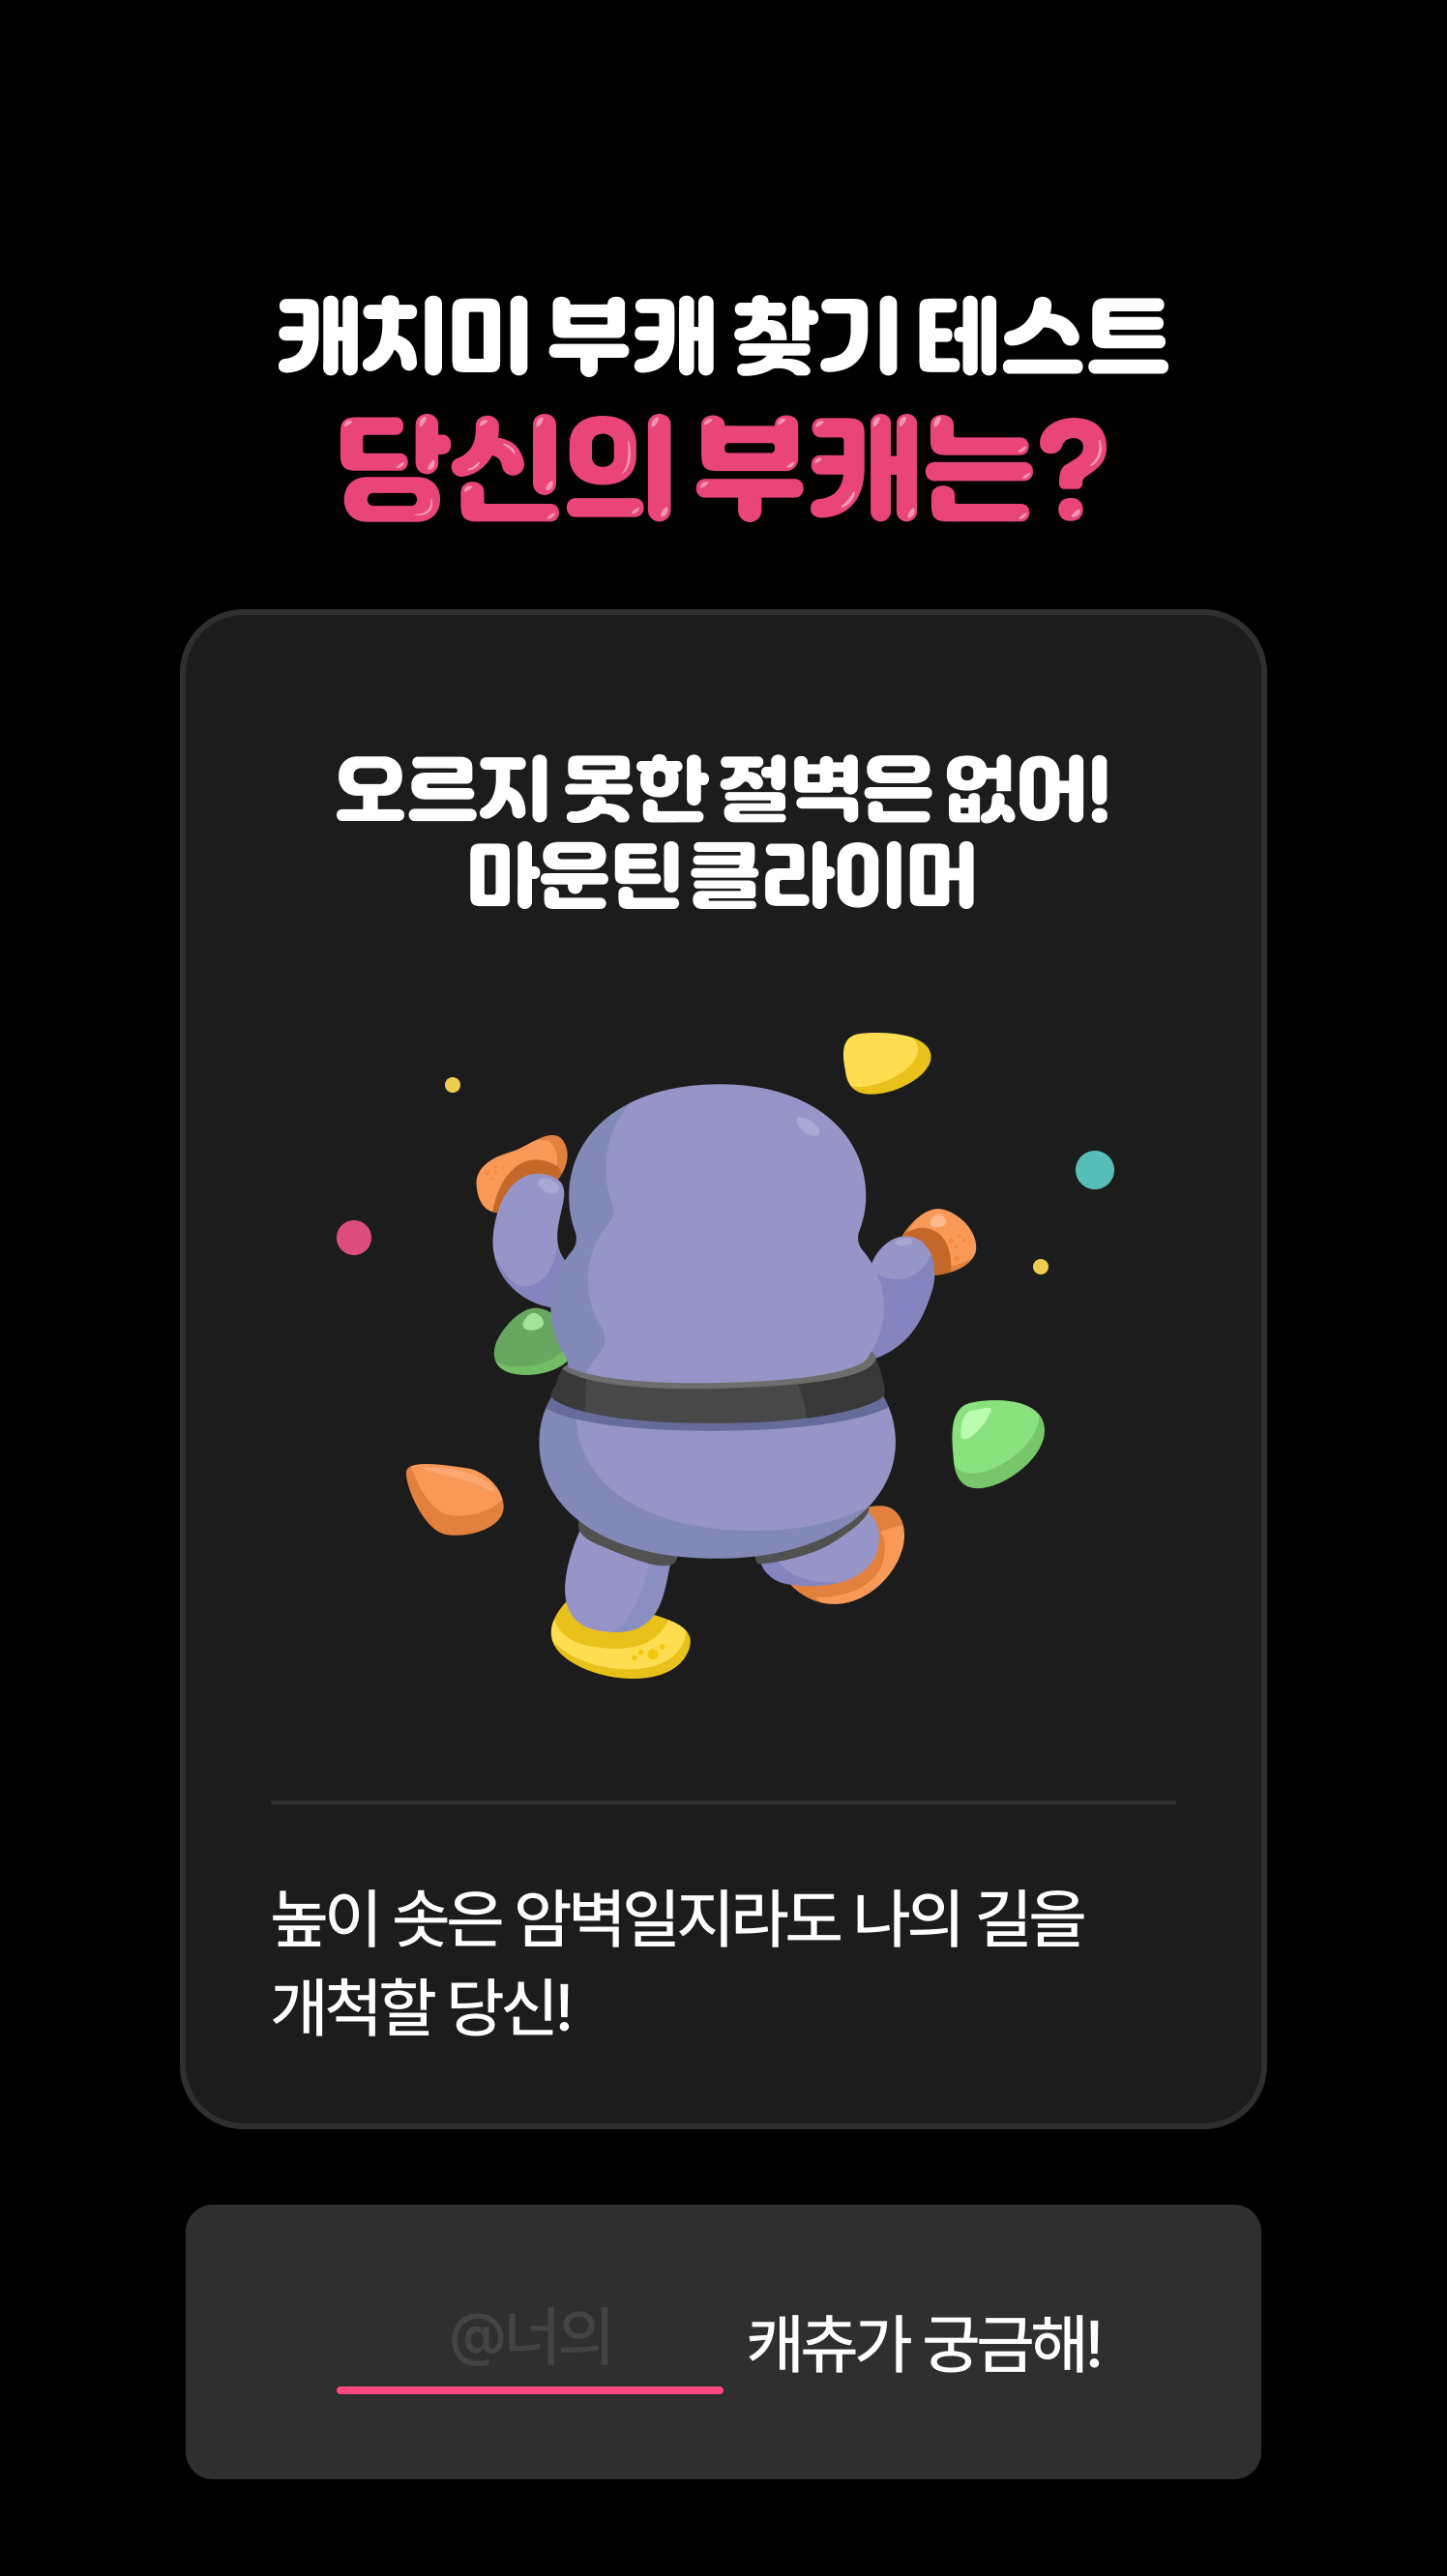 캐치미 부캐 찾기 테스트
당신의 부캐는?
오르지 못한 절벽은 없어!
마운틴 클라이머
높이 솟은 암벽일지라도 나의 길을
개척할 당신!
@너의 캐츄가 궁금해!